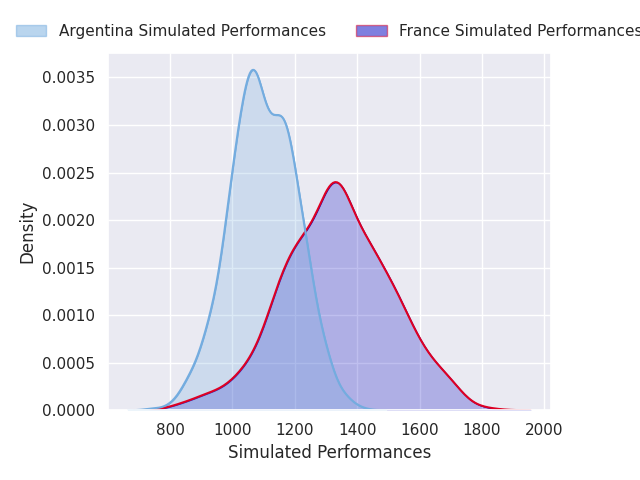 Argentina Simulated Performances France Simulated Performances
0.0035
0.0030
0.0025
0.0020
0.0015
0.0010
0.0005
0.0000
Density
800 1000 1200 1400 1600 1800 2000
Simulated Performances